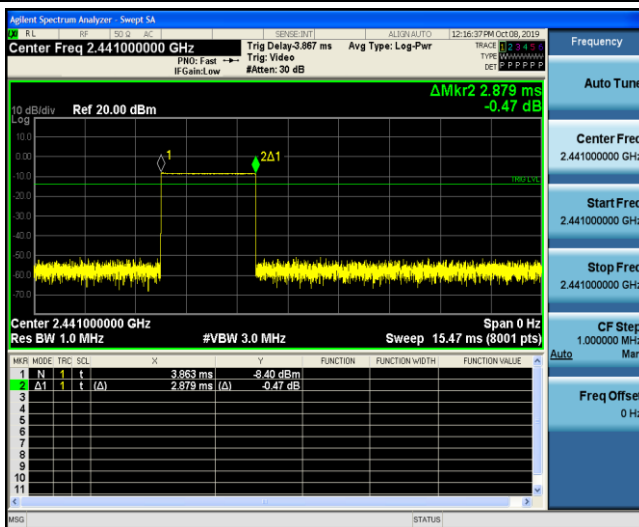 Agilent Spectrum Analyzer - Swept SA
RL RF 50 Ω AC SENSE:INT ALIGN AUTO 12:16:37 PM Oct 08, 2019
Center Freq 2.441000000 GHz
PNO: Fast
IFGain:Low
Trig Delay-3.867 ms
Trig: Video
#Atten: 30 dB
Avg Type: Log-Pwr
TRACE 1 2 3 4 5 6
TYPE WWWWWW
DET P P P P P P
Frequency
ΔMkr2 2.879 ms
-0.47 dB
10 dB/div Ref 20.00 dBm
Log
10.0
0.00
-10.0
-20.0
-30.0
-40.0
-50.0
-60.0
-70.0
1
2Δ1
TRIG LVL
Center 2.441000000 GHz Span 0 Hz
Res BW 1.0 MHz #VBW 3.0 MHz Sweep 15.47 ms (8001 pts)
MKR MODE TRC SCL X Y FUNCTION FUNCTION WIDTH FUNCTION VALUE
1 N 1 t 3.863 ms -8.40 dBm
2 Δ1 1 t (Δ) 2.879 ms (Δ) -0.47 dB
3
4
5
6
7
8
9
10
11
MSG STATUS
Auto Tune
Center Freq
2.441000000 GHz
Start Freq
2.441000000 GHz
Stop Freq
2.441000000 GHz
CF Step
1.000000 MHz
Auto Man
Freq Offset
0 Hz